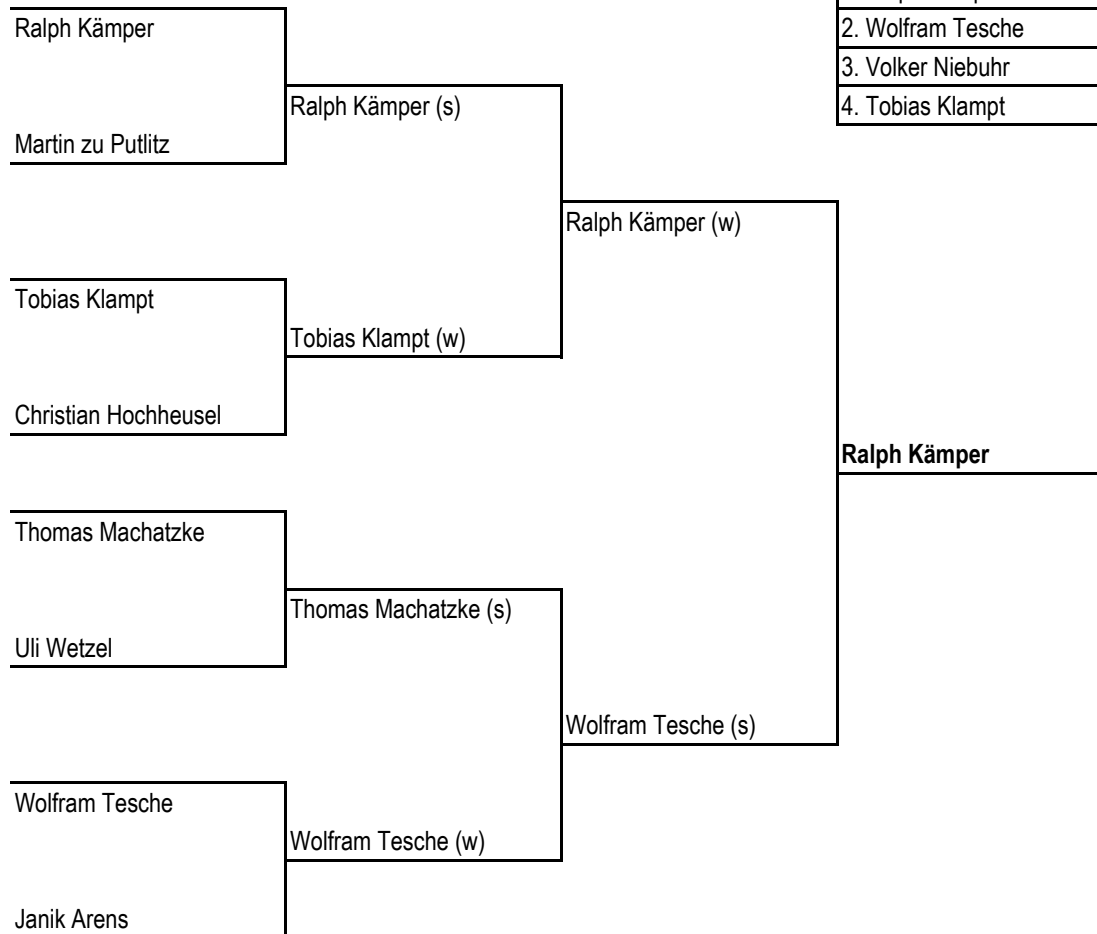 Ralph Kämper
2. Wolfram Tesche
3. Volker Niebuhr
Ralph Kämper (s)
4. Tobias Klampt
Martin zu Putlitz
Ralph Kämper (w)
Tobias Klampt
Tobias Klampt (w)
Christian Hochheusel
Ralph Kämper
Thomas Machatzke
Thomas Machatzke (s)
Uli Wetzel
Wolfram Tesche (s)
Wolfram Tesche
Wolfram Tesche (w)
Janik Arens